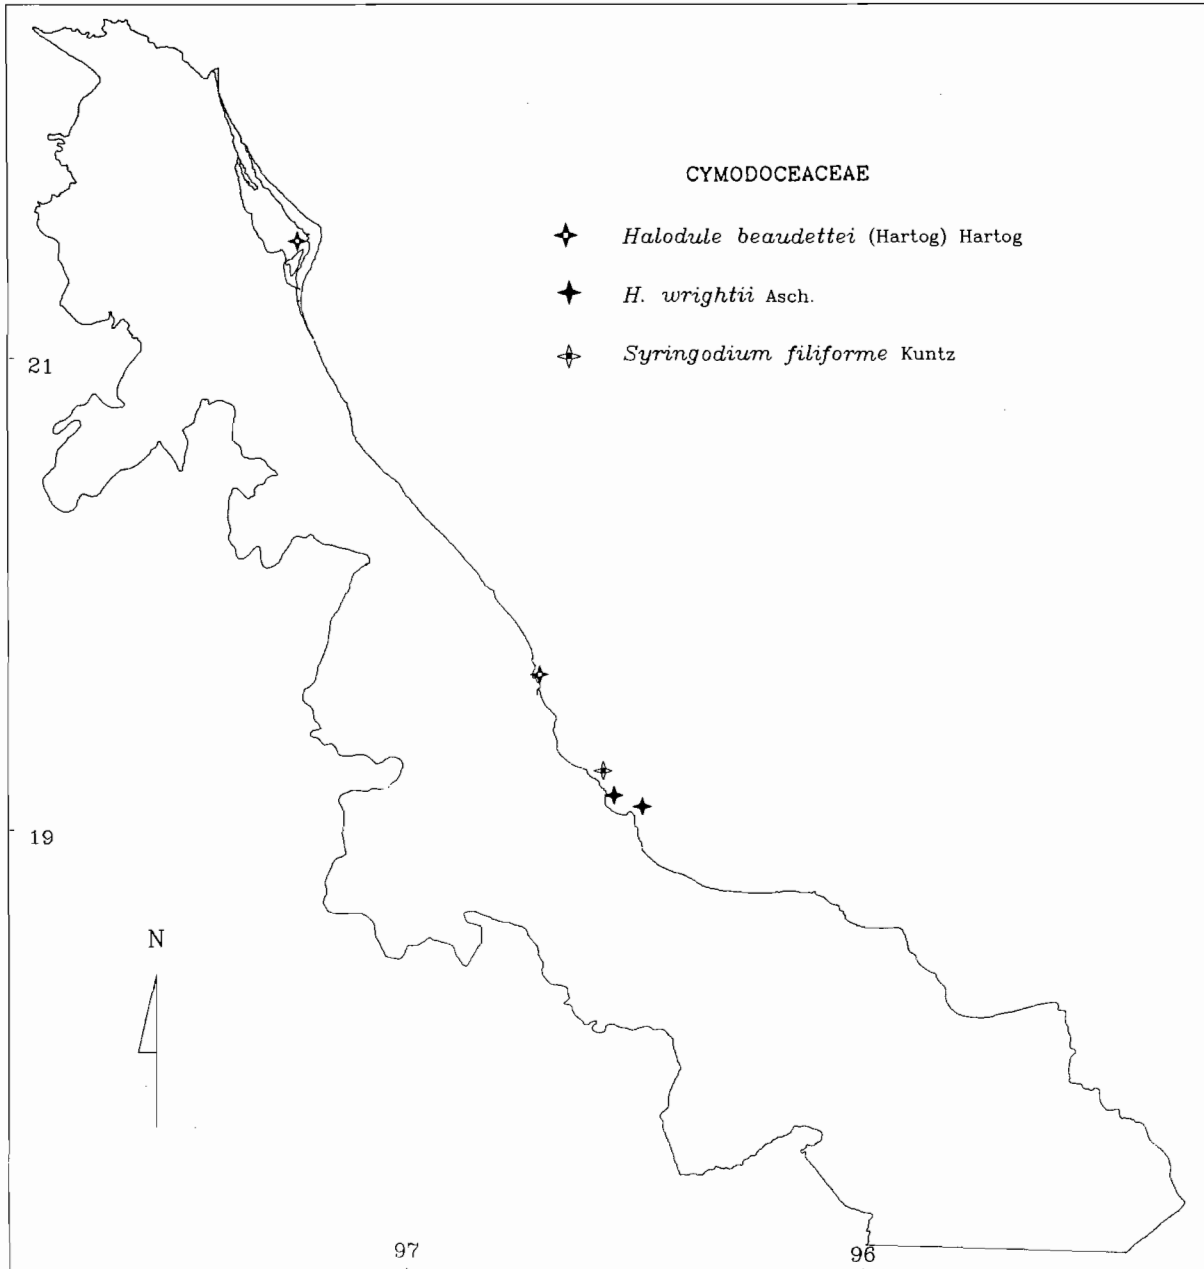 CYMODOCEACEAE
Halodule beaudettei (Hartog) Hartog
H. wrightii Asch.
Syringodium filiforme Kuntz
21
19
N
97
96